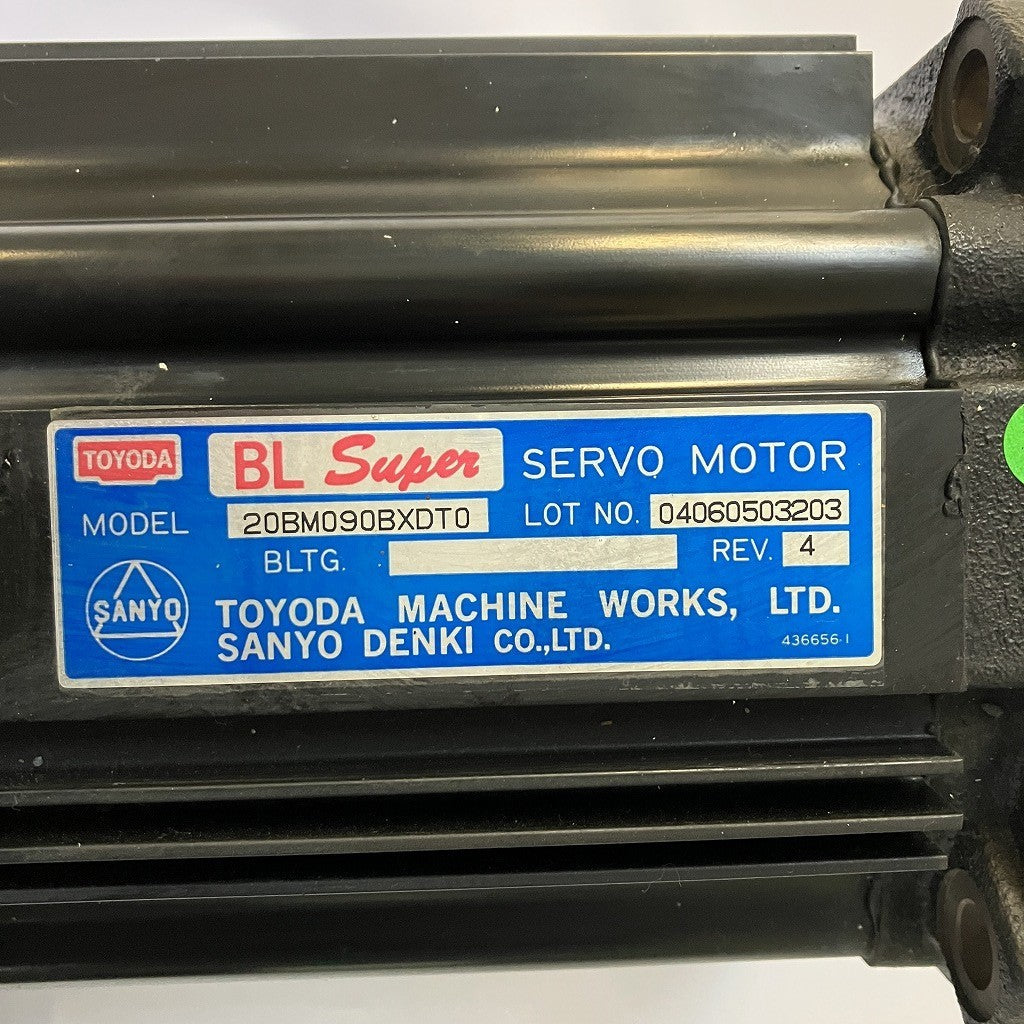 TOYODA BL Super SERVO MOTOR
MODEL 20BM090BXDT0 LOT NO. 04060503203
BLTG. REV. 4
SANYO
TOYODA MACHINE WORKS, LTD.
SANYO DENKI CO.,LTD. 436656-1